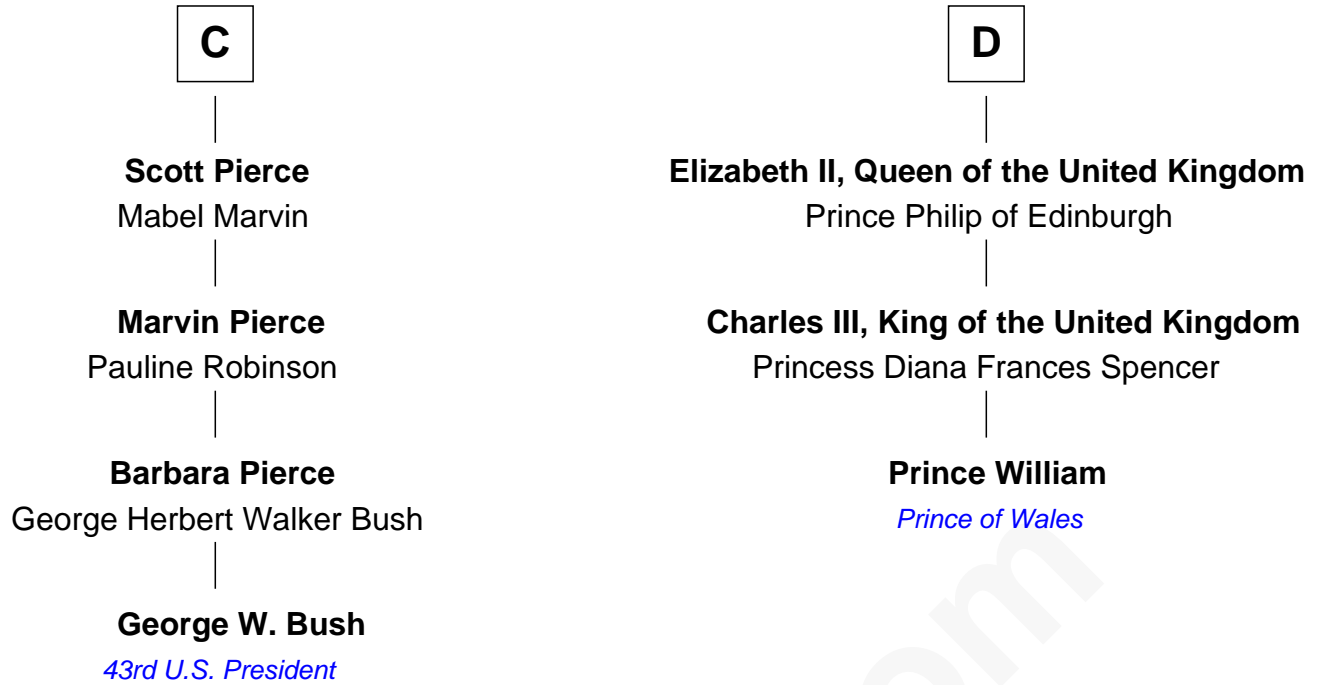 C
Scott Pierce
Mabel Marvin
Marvin Pierce
Pauline Robinson
Barbara Pierce
George Herbert Walker Bush
George W. Bush
43rd U.S. President
D
Elizabeth II, Queen of the United Kingdom
Prince Philip of Edinburgh
Charles III, King of the United Kingdom
Princess Diana Frances Spencer
Prince William
Prince of Wales
om